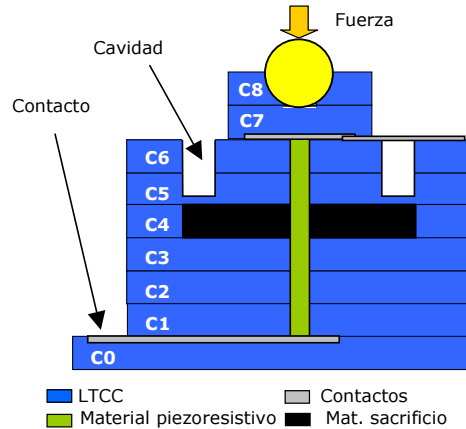 Fuerza
Cavidad
Contacto
C8
C7
C6
C5
C4
C3
C2
C1
C0
LTCC
Contactos
Material piezoresistivo
Mat. sacrificio